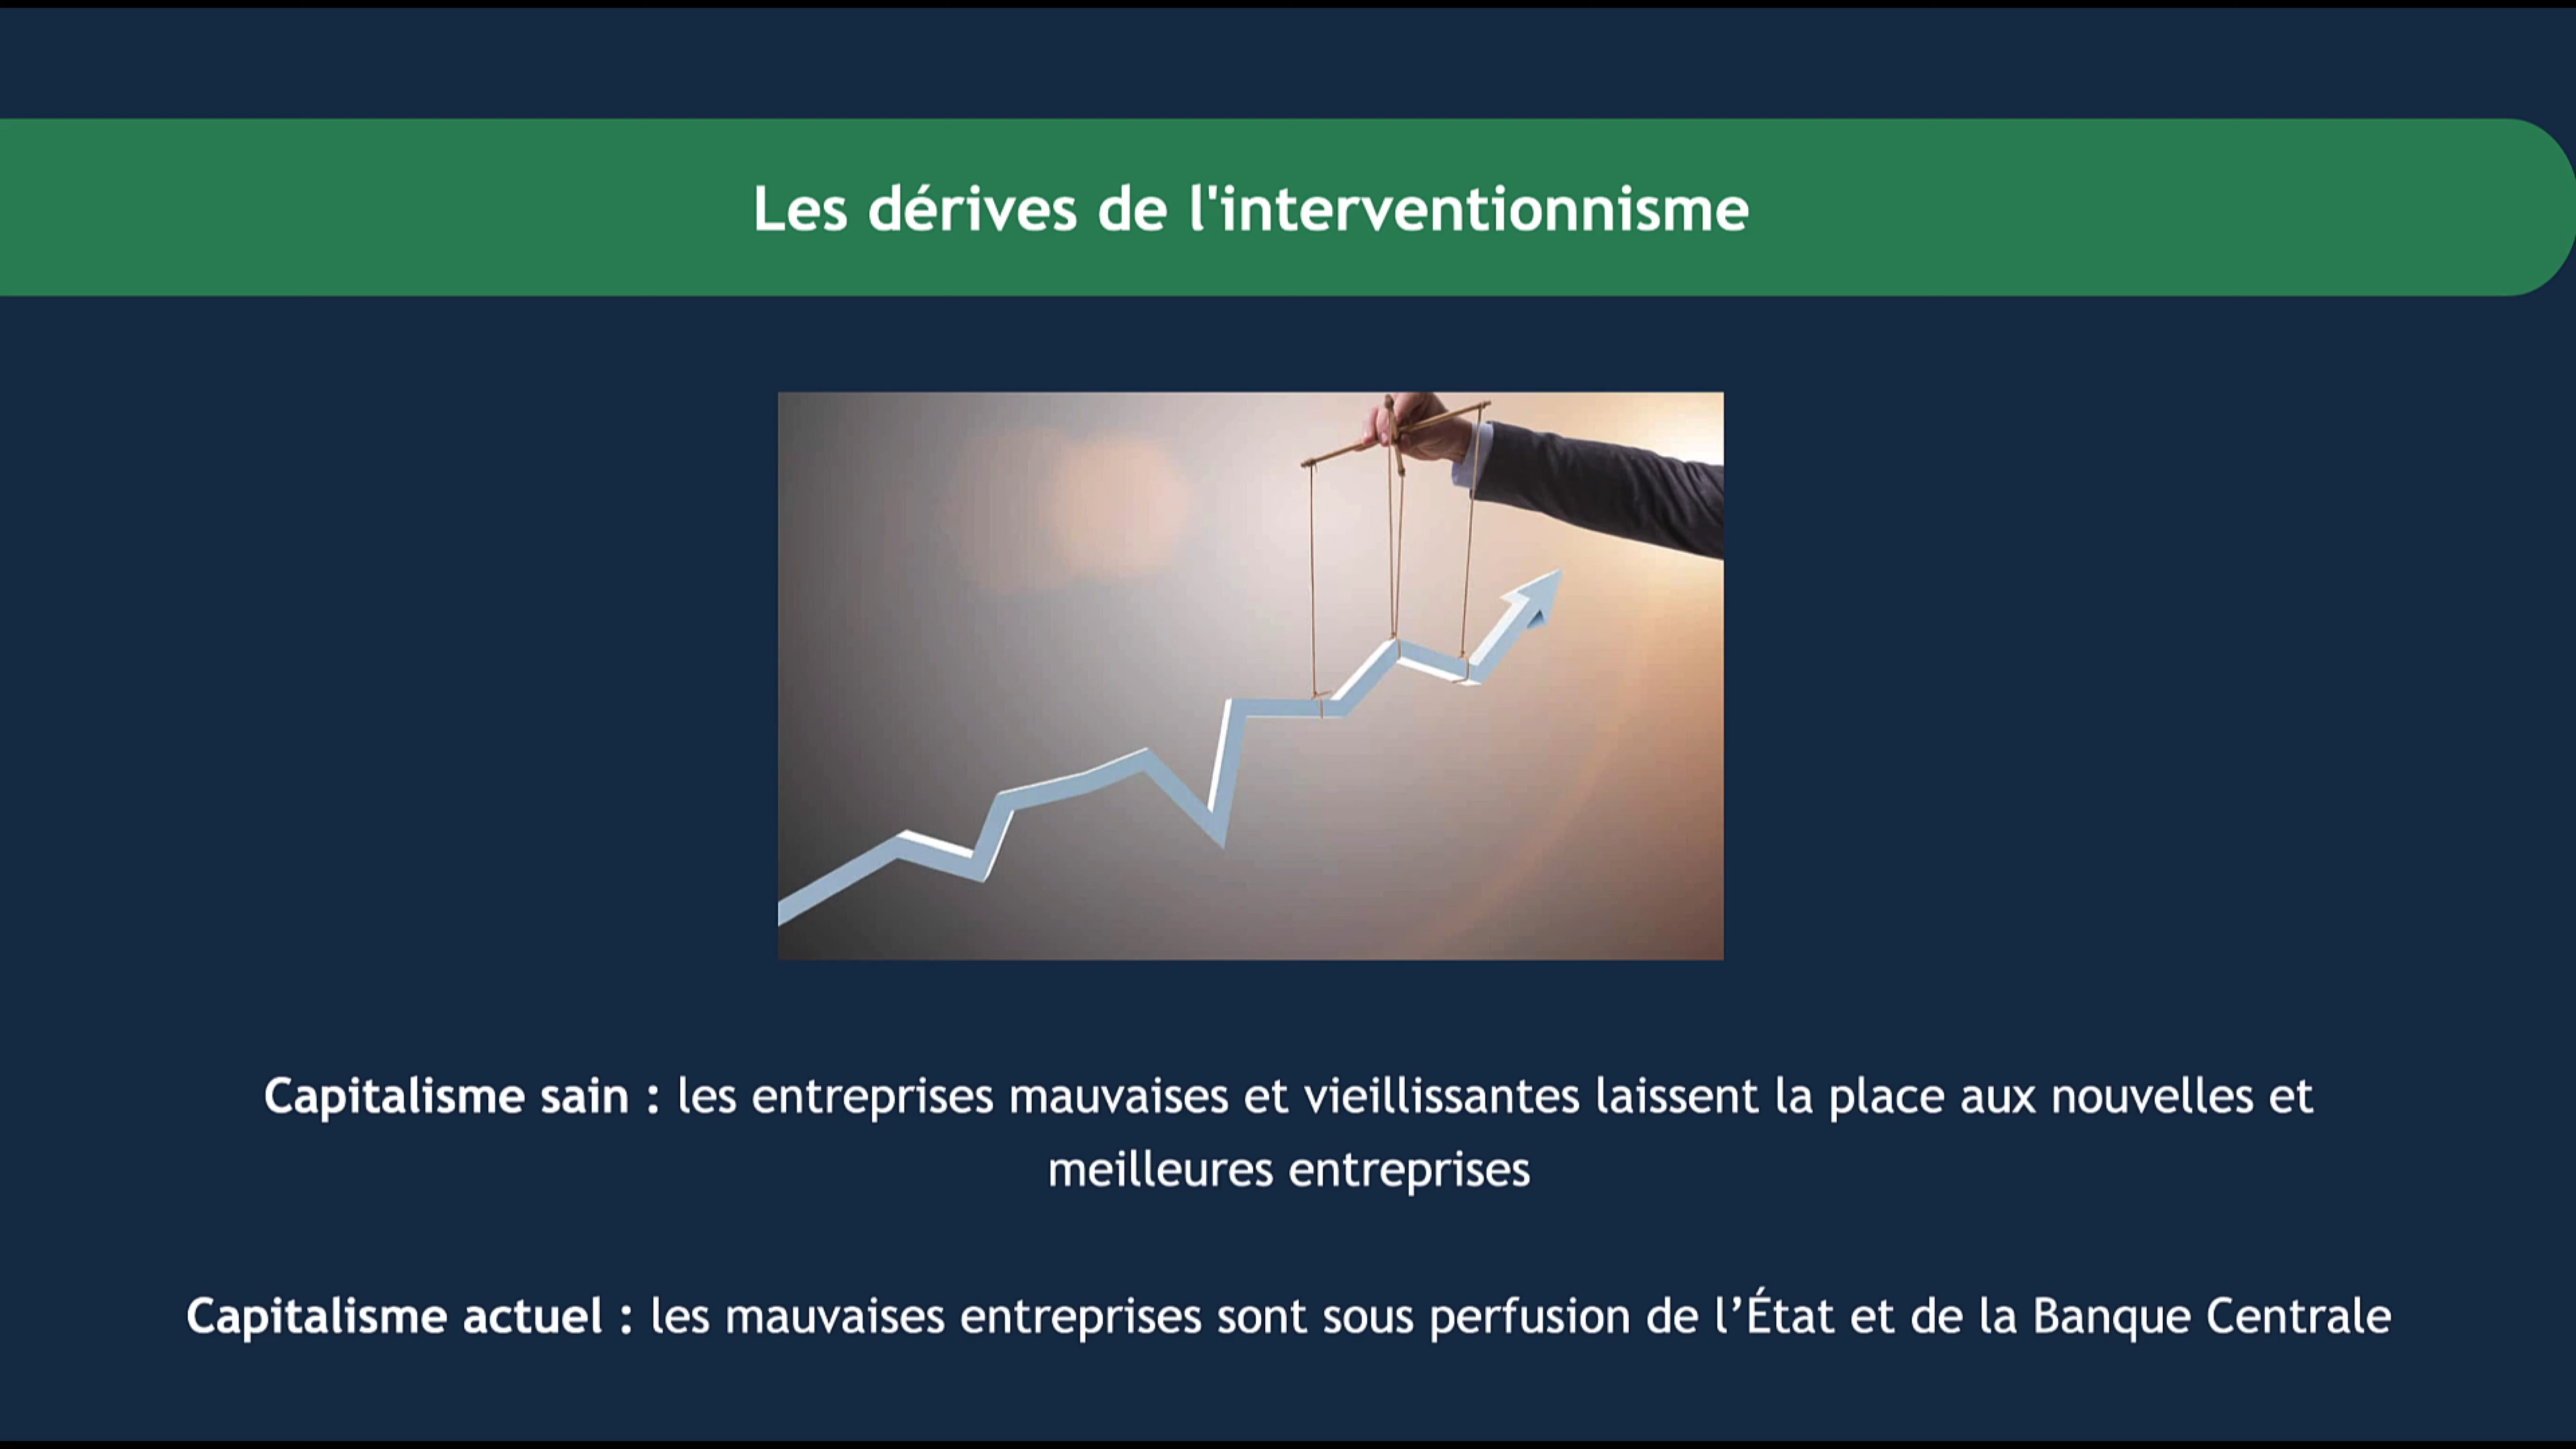 Les dérives de l'interventionnisme
Capitalisme sain : les entreprises mauvaises et vieillissantes laissent la place aux nouvelles et
meilleures entreprises
Capitalisme actuel : les mauvaises entreprises sont sous perfusion de l’État et de la Banque Centrale